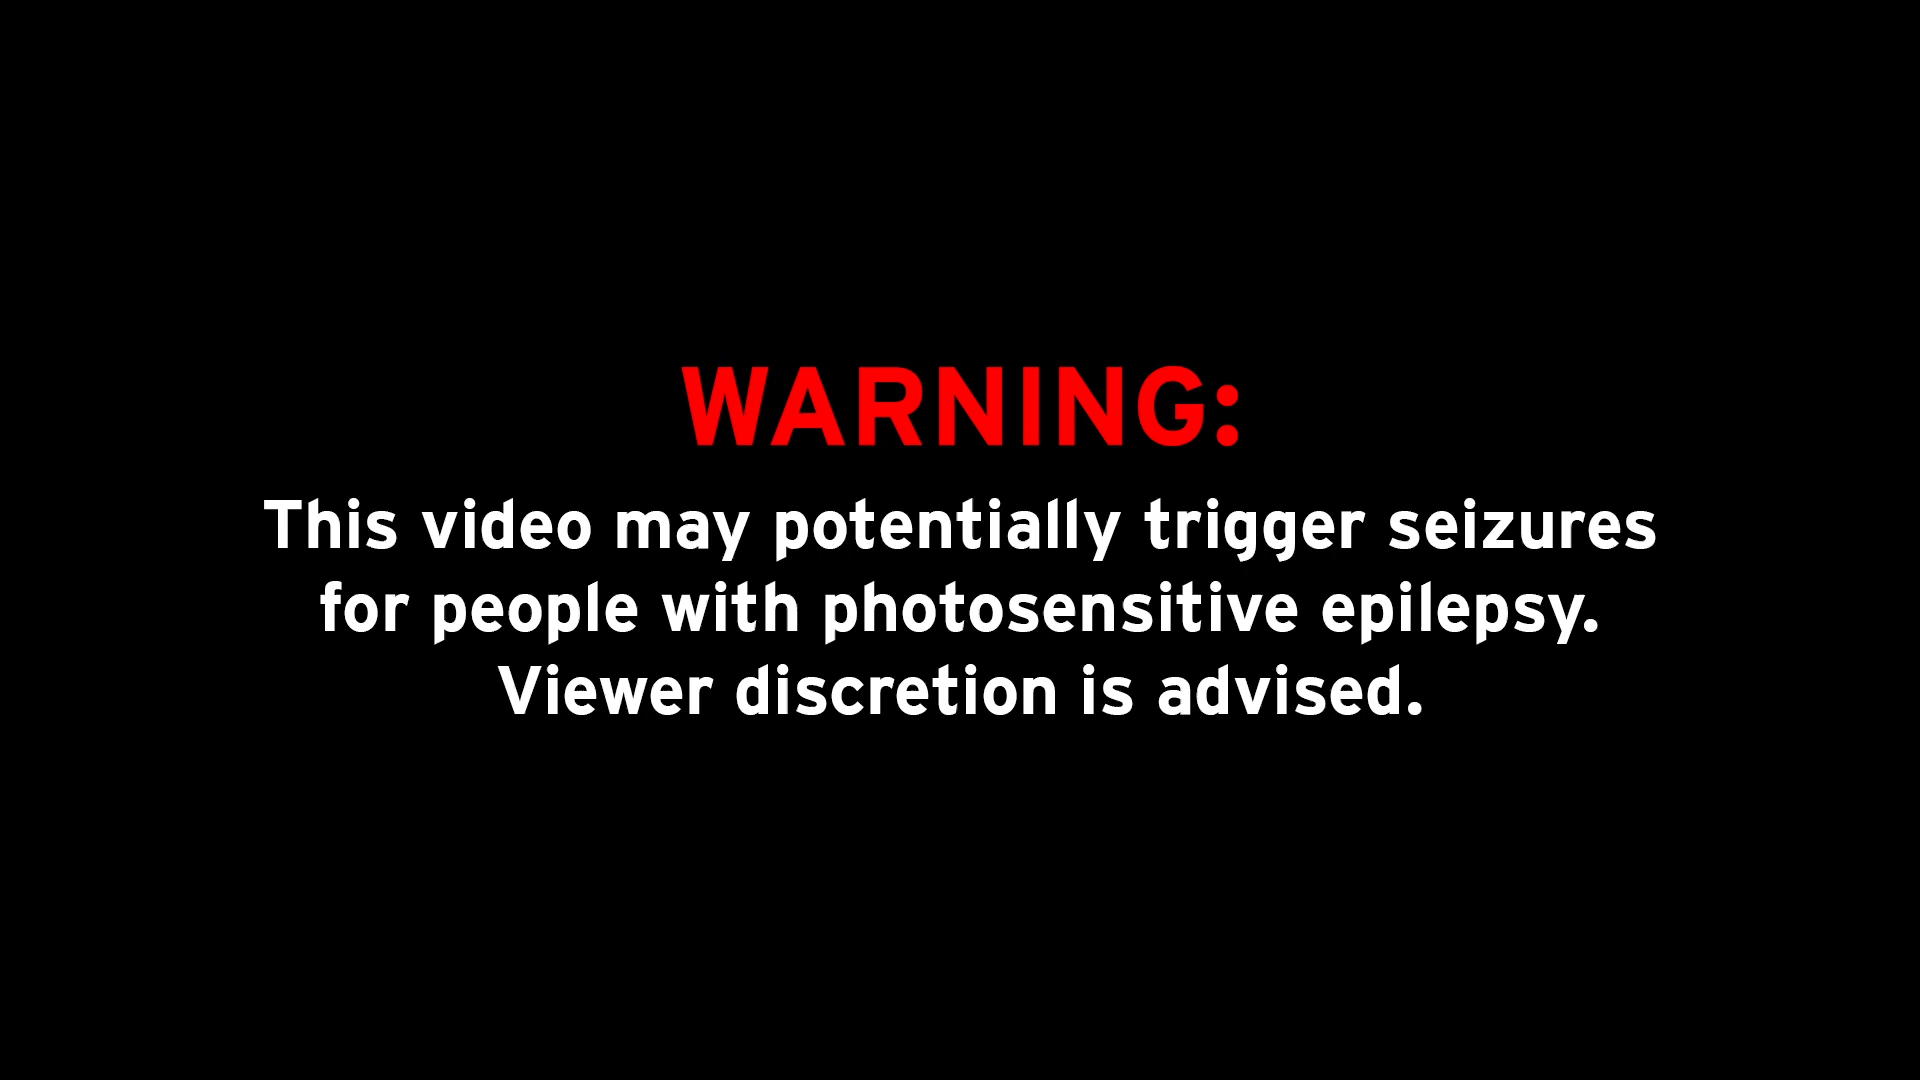 WARNING:
This video may potentially trigger seizures
for people with photosensitive epilepsy.
Viewer discretion is advised.